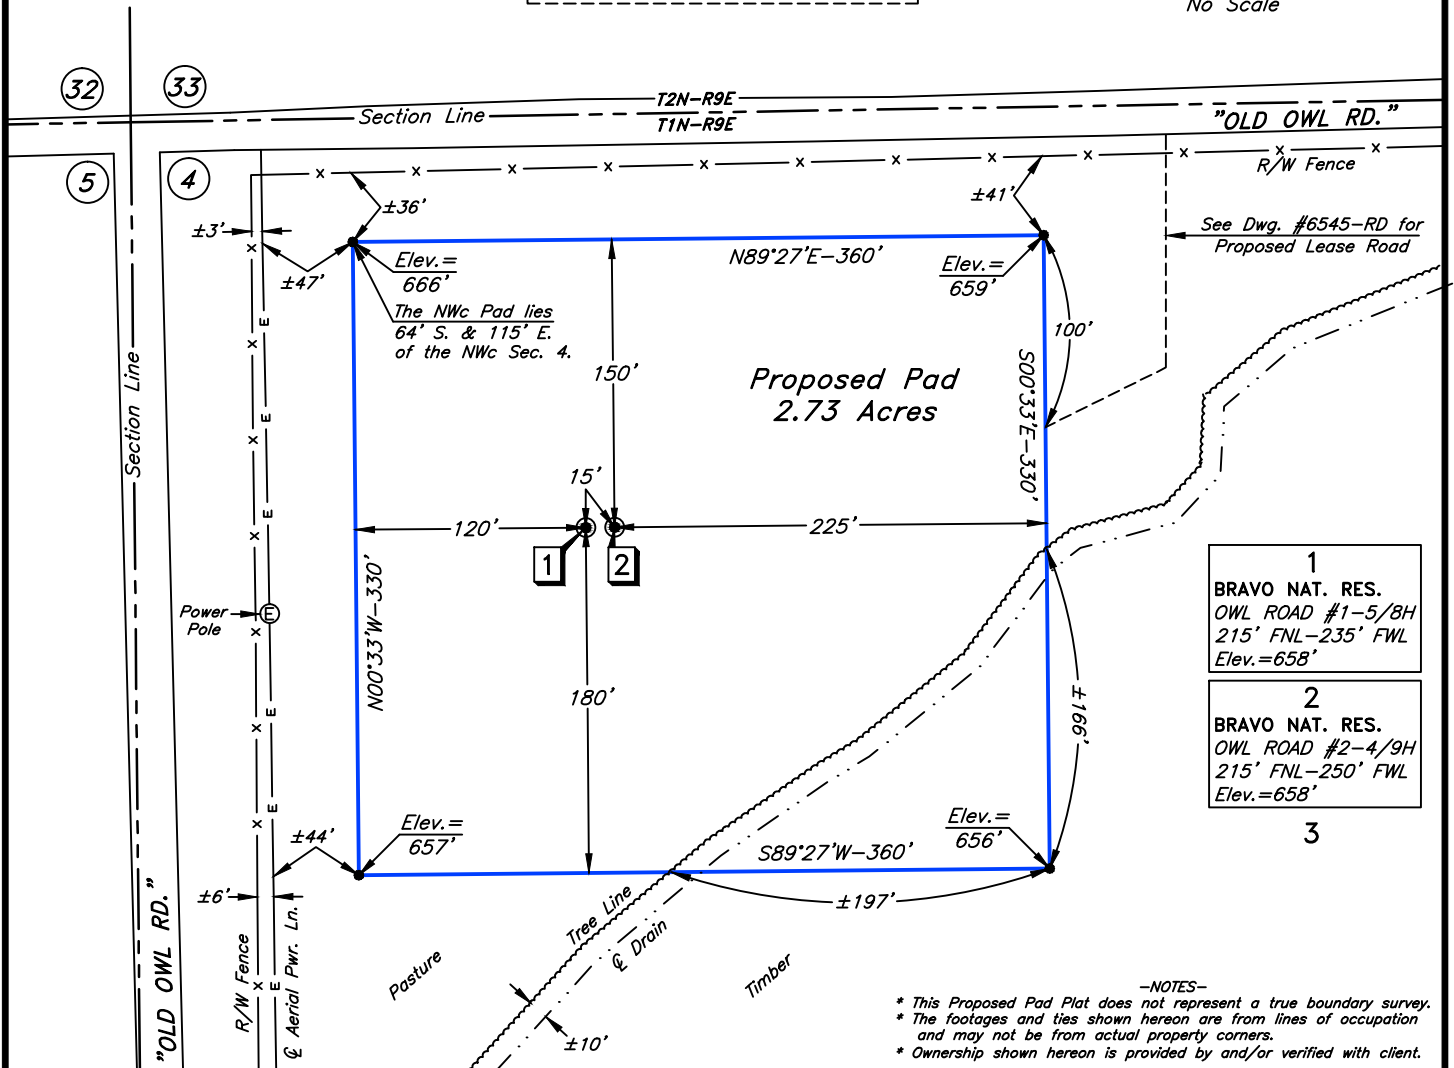 No Scale
32
33
T2N-R9E
Section Line
T1N-R9E
"OLD OWL RD."
R/W Fence
5
4
±36'
±41'
±3'
See Dwg. #6545-RD for
Proposed Lease Road
±47'
Elev.=
666'
N89°27'E-360'
Elev.=
659'
The NWc Pad lies
64' S. & 115' E.
of the NWc Sec. 4.
100'
150'
Proposed Pad
2.73 Acres
S00°33'E-330'
Section Line
15'
120'
225'
1
2
N00°33'W-330'
Power
Pole
E
180'
±166'
1
BRAVO NAT. RES.
OWL ROAD #1-5/8H
215' FNL-235' FWL
Elev.=658'
2
BRAVO NAT. RES.
OWL ROAD #2-4/9H
215' FNL-250' FWL
Elev.=658'
3
±44'
Elev.=
657'
Elev.=
656'
S89°27'W-360'
±6'
±197'
"OLD OWL RD."
R/W Fence
℄ Aerial Pwr. Ln.
Pasture
Tree Line
℄ Drain
Timber
±10'
-NOTES-
* This Proposed Pad Plat does not represent a true boundary survey.
* The footages and ties shown hereon are from lines of occupation
and may not be from actual property corners.
* Ownership shown hereon is provided by and/or verified with client.